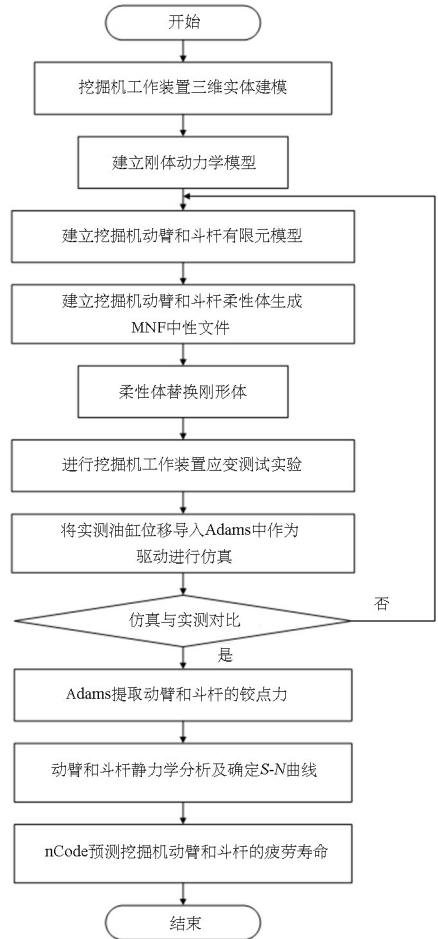 开始
挖掘机工作装置三维实体建模
建立刚体动力学模型
建立挖掘机动臂和斗杆有限元模型
建立挖掘机动臂和斗杆柔性体生成
MNF中性文件
柔性体替换刚形体
进行挖掘机工作装置应变测试实验
将实测油缸位移导入Adams中作为
驱动进行仿真
仿真与实测对比
否
是
Adams提取动臂和斗杆的铰点力
动臂和斗杆静力学分析及确定S-N曲线
nCode预测挖掘机动臂和斗杆的疲劳寿命
结束